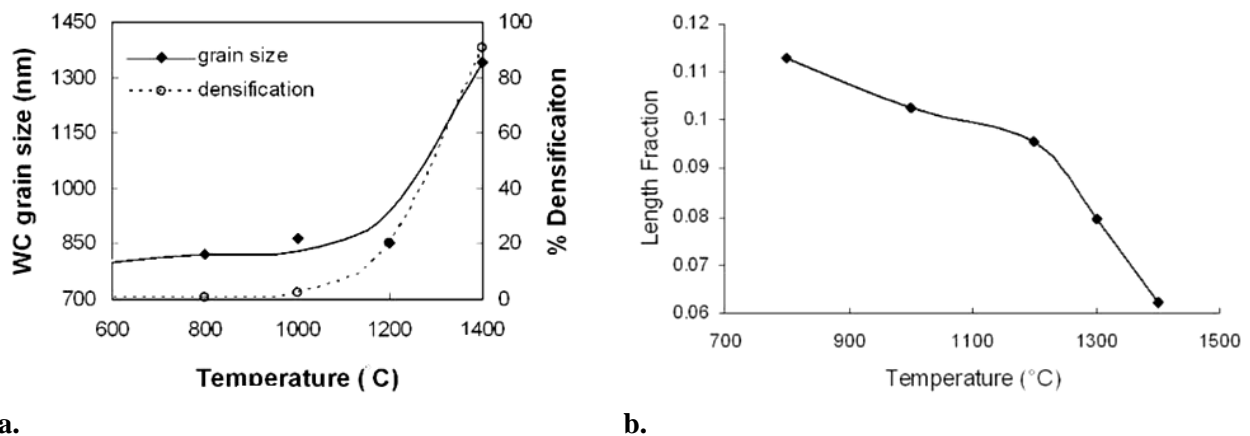 1450
1300
1150
1000
850
700
WC grain size (nm)
grain size
densification
100
80
60
40
20
0
% Densificaiton
600 800 1000 1200 1400
Temperature (°C)
a.
0.12
0.11
0.1
0.09
0.08
0.07
0.06
Length Fraction
700 900 1100 1300 1500
Temperature (°C)
b.